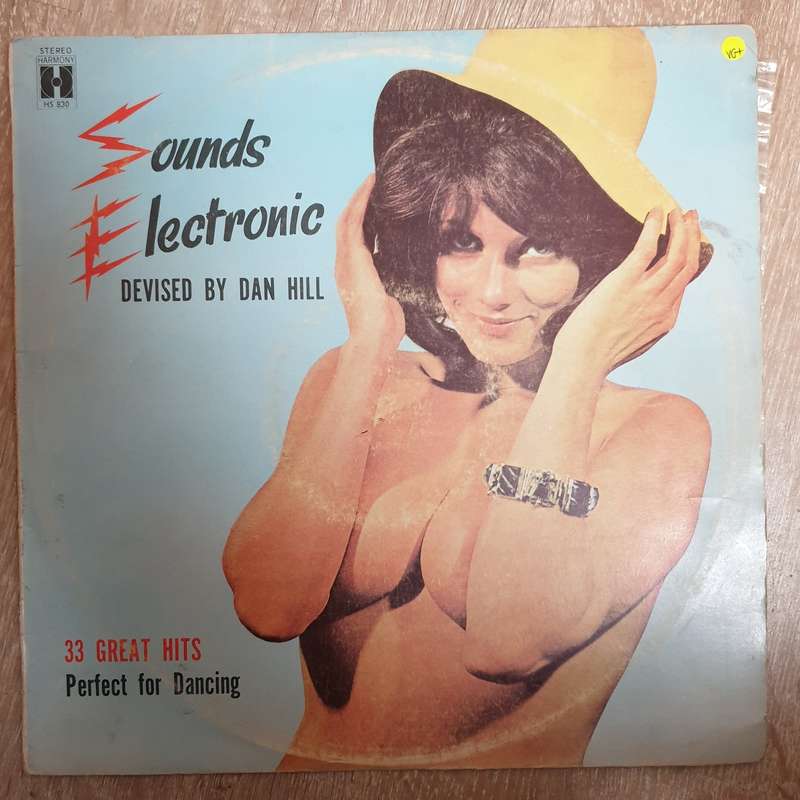 STEREO
HARMONY
H
HS 830
VG+
Sounds
Electronic
DEVISED BY DAN HILL
33 GREAT HITS
Perfect for Dancing